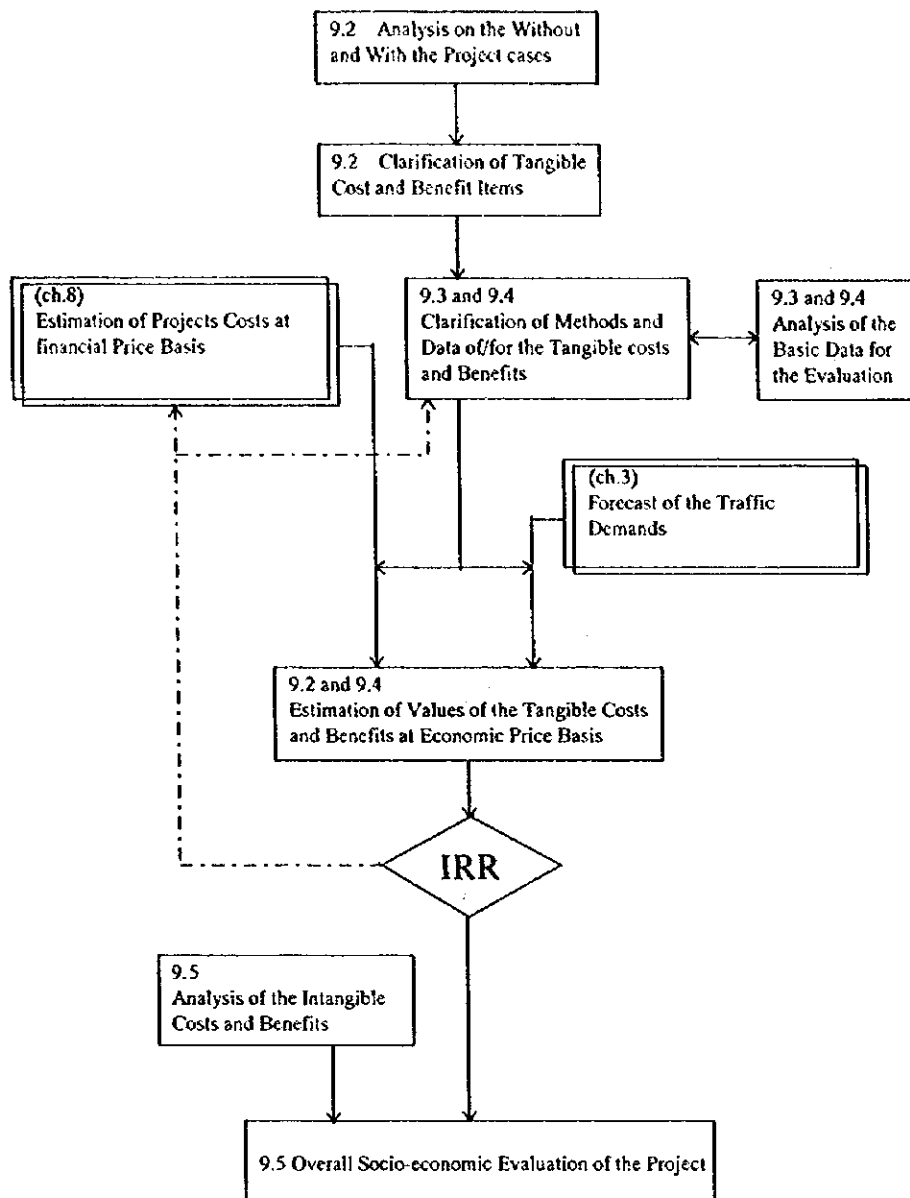 9.2 Analysis on the Without
and With the Project cases
9.2 Clarification of Tangible
Cost and Benefit Items
(ch.8)
Estimation of Projects Costs at
financial Price Basis
9.3 and 9.4
Clarification of Methods and
Data of/for the Tangible costs
and Benefits
9.3 and 9.4
Analysis of the
Basic Data for
the Evaluation
(ch.3)
Forecast of the Traffic
Demands
9.2 and 9.4
Estimation of Values of the Tangible Costs
and Benefits at Economic Price Basis
IRR
9.5
Analysis of the Intangible
Costs and Benefits
9.5 Overall Socio-economic Evaluation of the Project